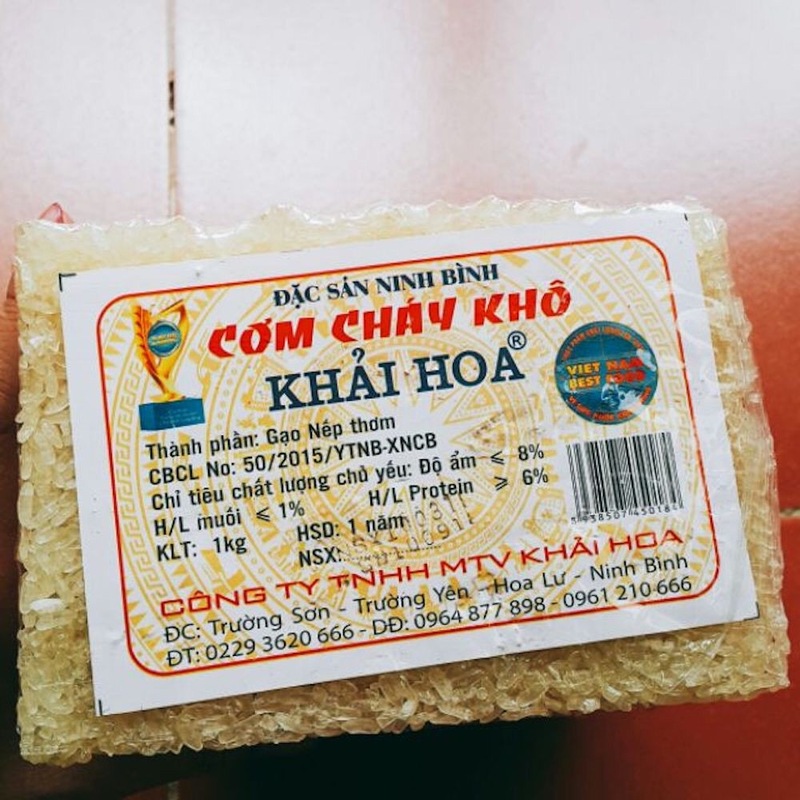 ĐẶC SẢN NINH BÌNH
CƠM CHÁY KHÔ
KHẢI HOA®
VIET NAM
BEST FOOD
Thành phần: Gạo Nếp thơm
CBCL No: 50/2015/YTNB-XNCB
Chỉ tiêu chất lượng chủ yếu: Độ ẩm ≤ 8%
H/L muối ≤ 1% H/L Protein ≥ 6%
KLT: 1kg HSD: 1 năm
NSX:
CÔNG TY TNHH MTV KHẢI HOA
ĐC: Trường Sơn - Trường Yên - Hoa Lư - Ninh Bình
ĐT: 0229 3620 666 - DĐ: 0964 877 898 - 0961 210 666